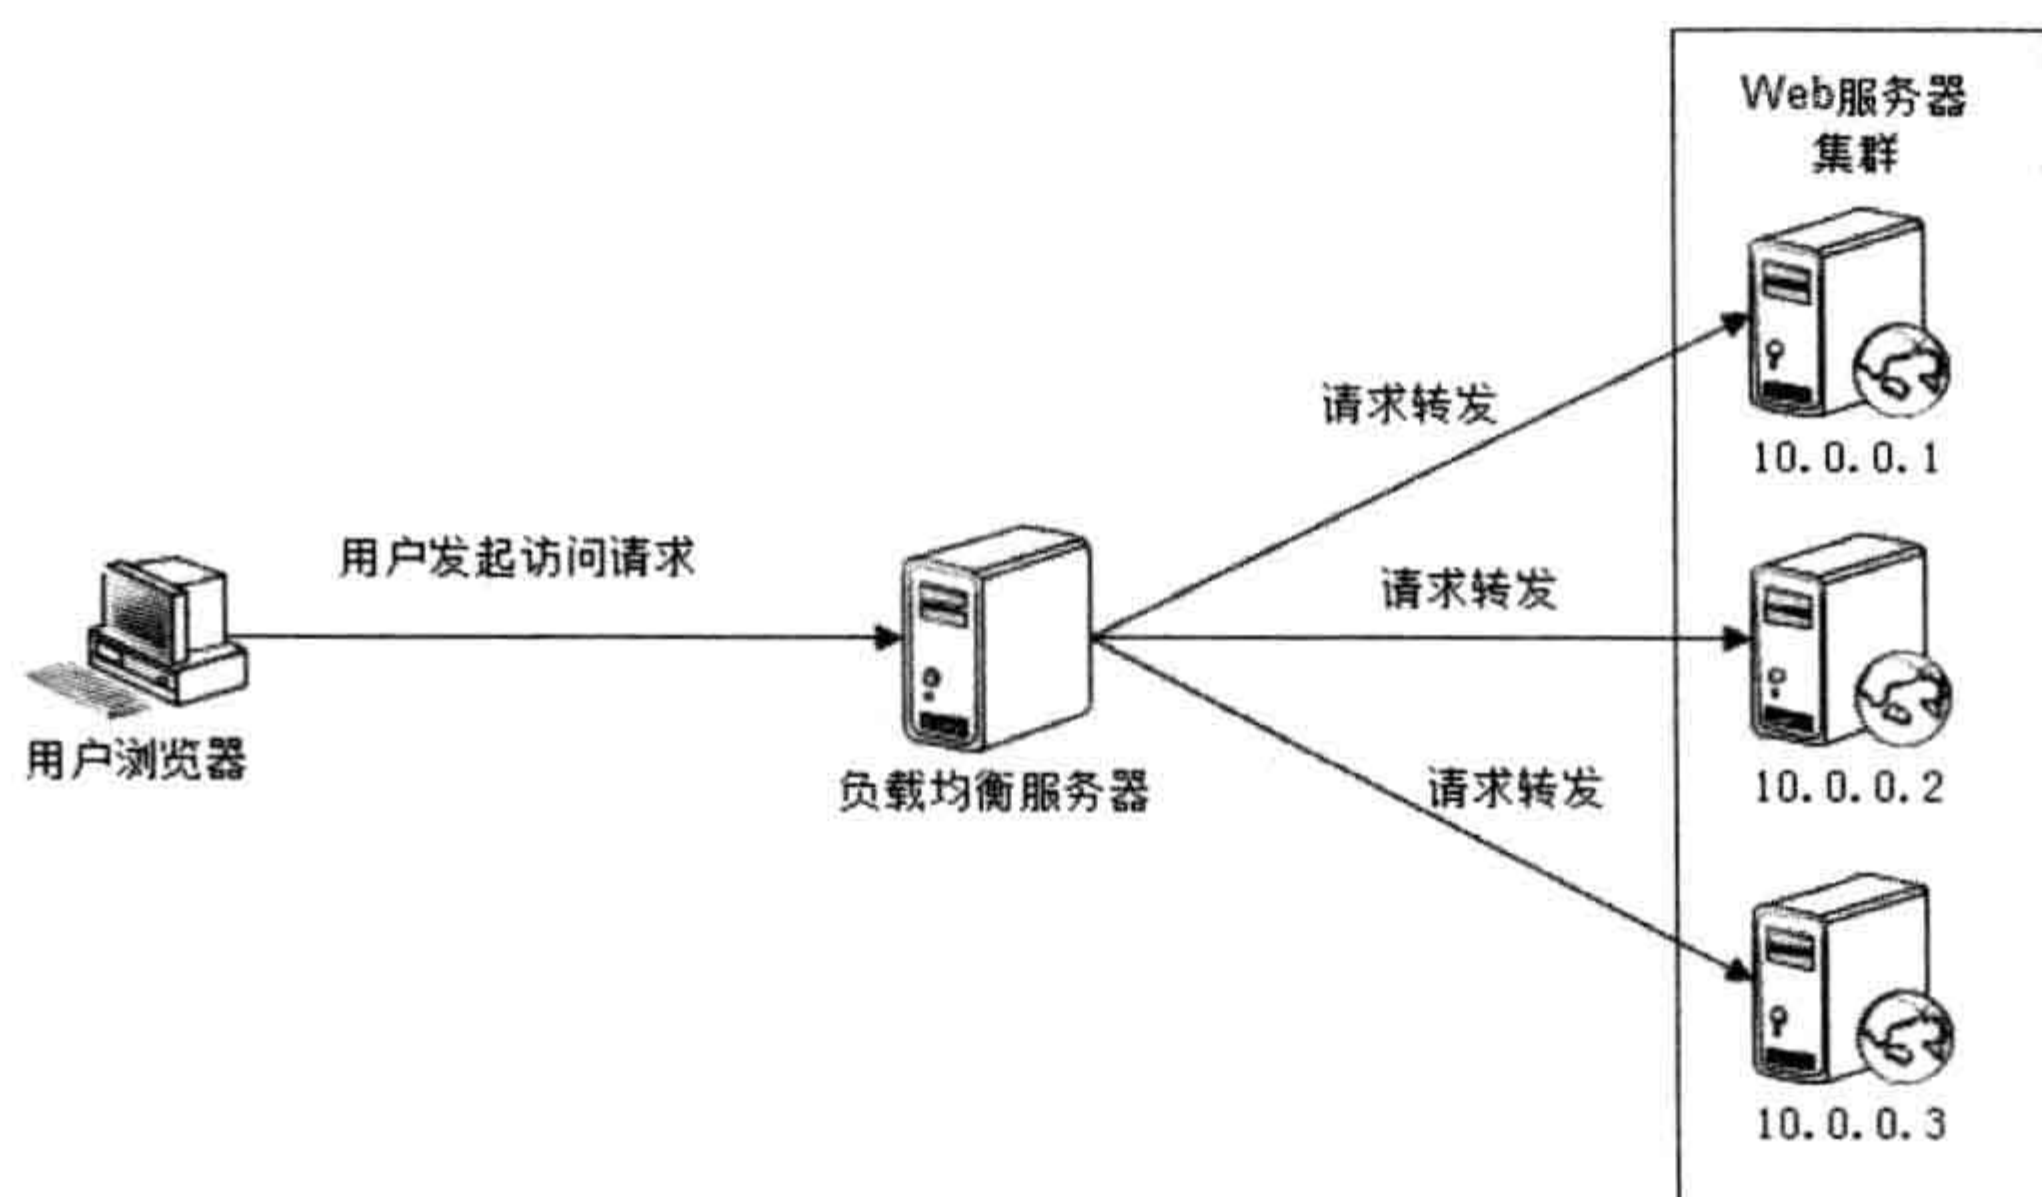 Web服务器
集群
请求转发
10.0.0.1
用户发起访问请求
请求转发
用户浏览器
负载均衡服务器
请求转发
10.0.0.2
10.0.0.3